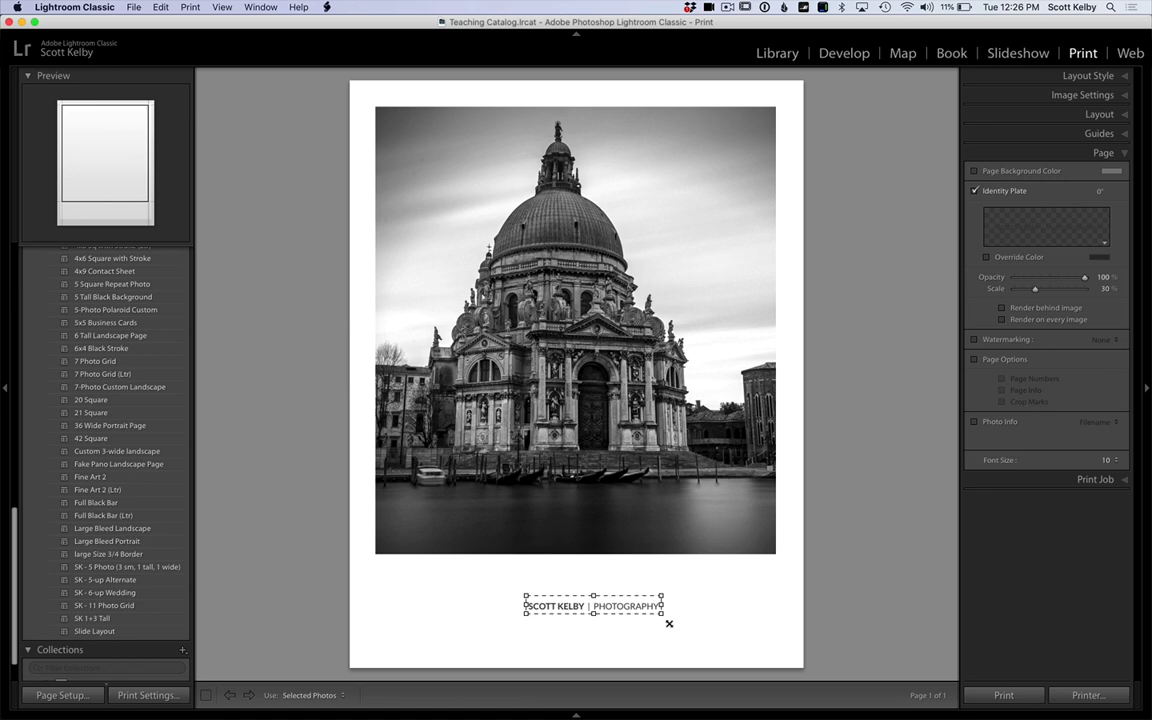 Lightroom Classic File Edit Print View Window Help 11% Tue 12:26 PM Scott Kelby
Teaching Catalog.lrcat - Adobe Photoshop Lightroom Classic - Print
Lr Adobe Lightroom Classic
Scott Kelby
Library | Develop | Map | Book | Slideshow | Print | Web
Preview
4x6 Square with Stroke
4x9 Contact Sheet
5 Square Repeat Photo
5 Tall Black Background
5-Photo Polaroid Custom
5x5 Business Cards
6 Tall Landscape Page
6x4 Black Stroke
7 Photo Grid
7 Photo Grid (Ltr)
7-Photo Custom Landscape
20 Square
21 Square
36 Wide Portrait Page
42 Square
Custom 3-wide landscape
Fake Pano Landscape Page
Fine Art 2
Fine Art 2 (Ltr)
Full Black Bar
Full Black Bar (Ltr)
Large Bleed Landscape
Large Bleed Portrait
large Size 3/4 Border
SK - 5 Photo (3 sm, 1 tall, 1 wide)
SK - 5-up Alternate
SK - 6-up Wedding
SK - 11 Photo Grid
SK 1+3 Tall
Slide Layout
Collections +
Page Setup... Print Settings...
SCOTT KELBY | PHOTOGRAPHY
Use: Selected Photos
Page 1 of 1
Layout Style
Image Settings
Layout
Guides
Page
Page Background Color
Identity Plate 0°
Override Color
Opacity 100 %
Scale 30 %
Render behind image
Render on every image
Watermarking : None
Page Options
Page Numbers
Page Info
Crop Marks
Photo Info Filename
Font Size : 10
Print Job
Print Printer...